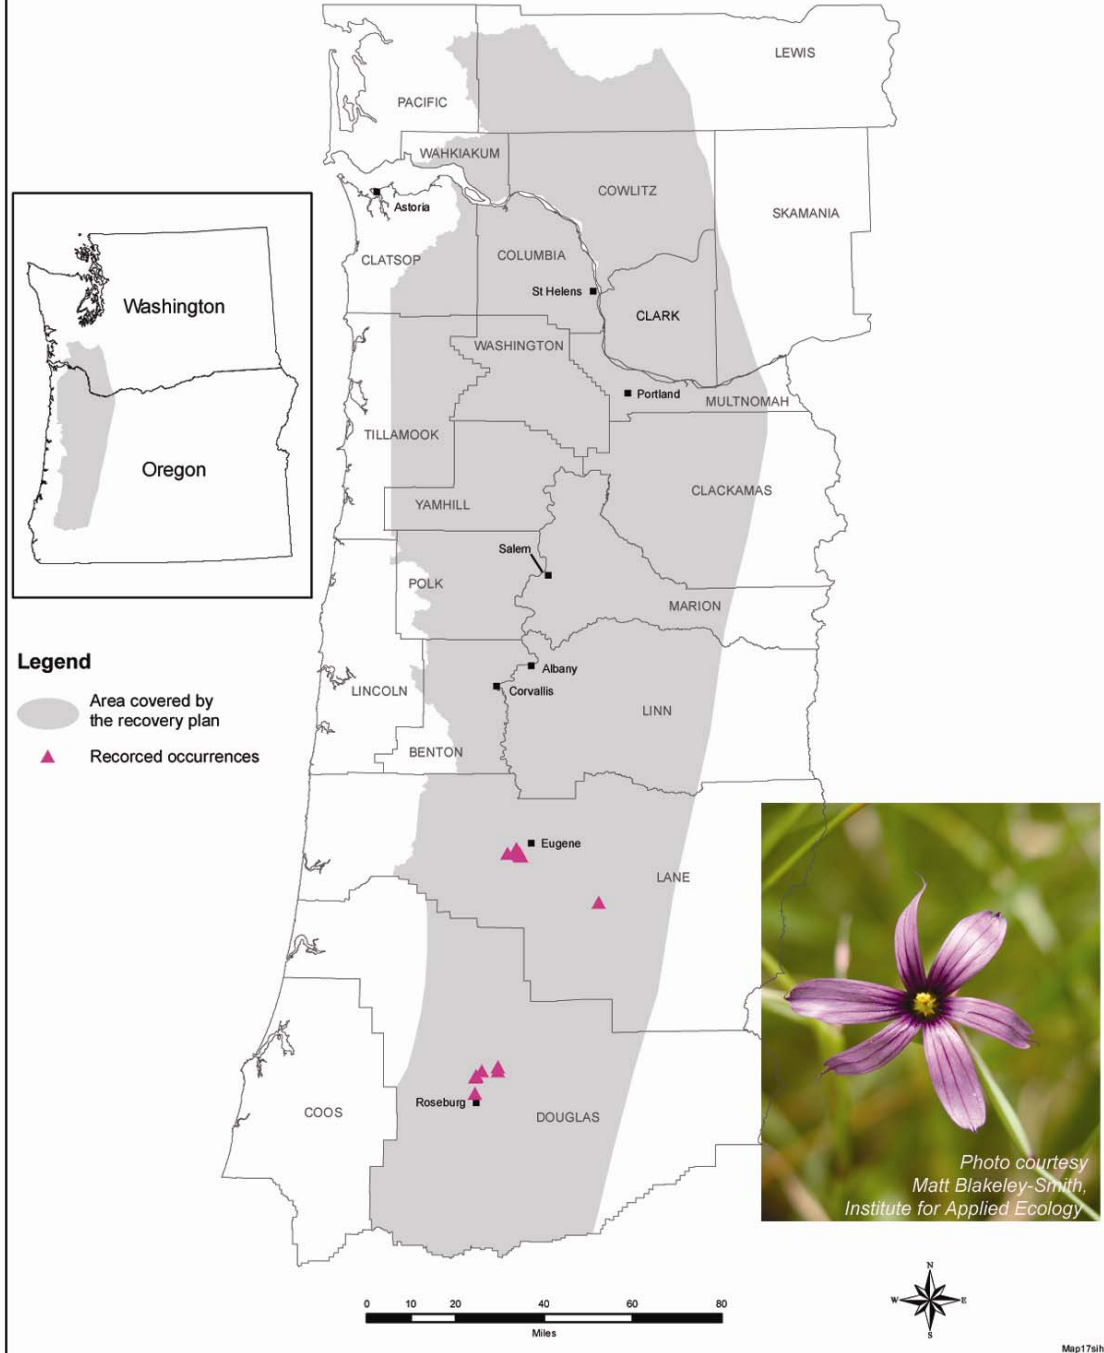 LEWIS
PACIFIC
WAHKIAKUM
COWLITZ
SKAMANIA
Astoria
CLATSOP
COLUMBIA
St Helens
CLARK
WASHINGTON
Portland
MULTNOMAH
TILLAMOOK
CLACKAMAS
YAMHILL
Salem
POLK
MARION
Albany
Corvallis
LINCOLN
LINN
BENTON
Eugene
LANE
Roseburg
COOS
DOUGLAS
Washington
Oregon
Legend
Area covered by
the recovery plan
Recorced occurrences
Photo courtesy
Matt Blakeley-Smith,
Institute for Applied Ecology
0 10 20 40 60 80
Miles
N
W E
S
Map17sih